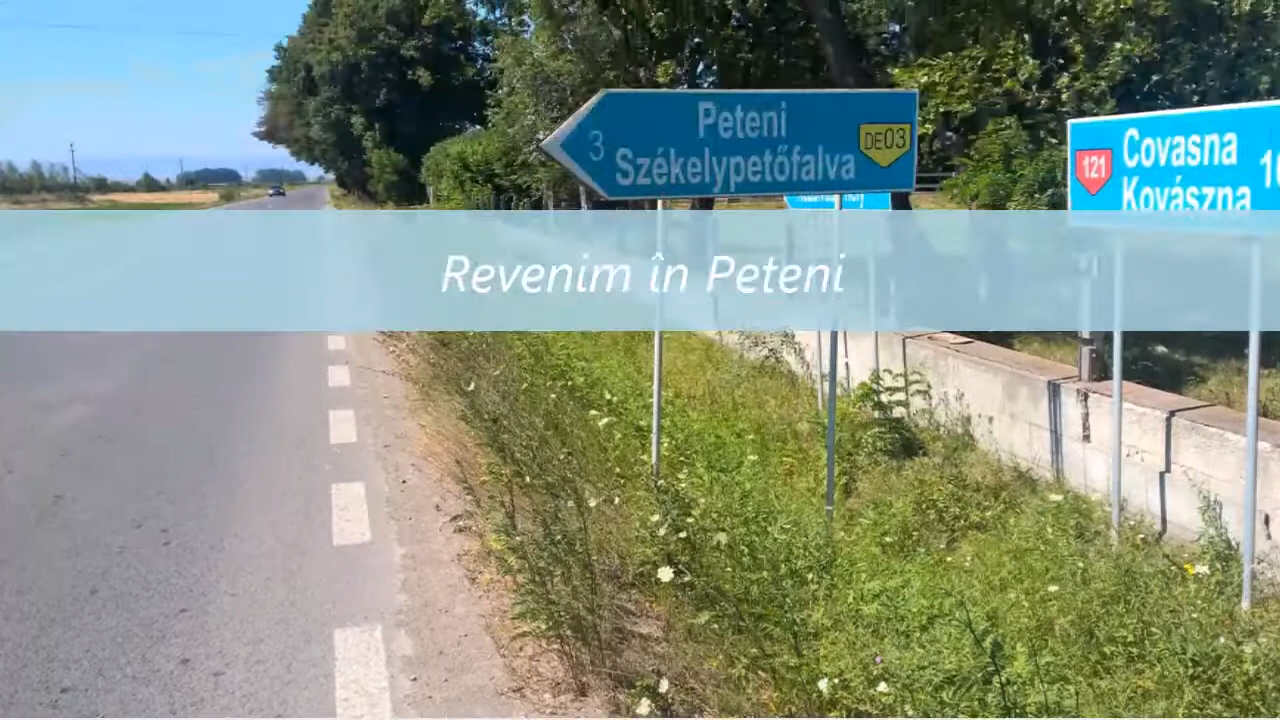 Peteni
3
Székelypetőfalva
DE03
121
Covasna
Kovászna
Revenim în Peteni